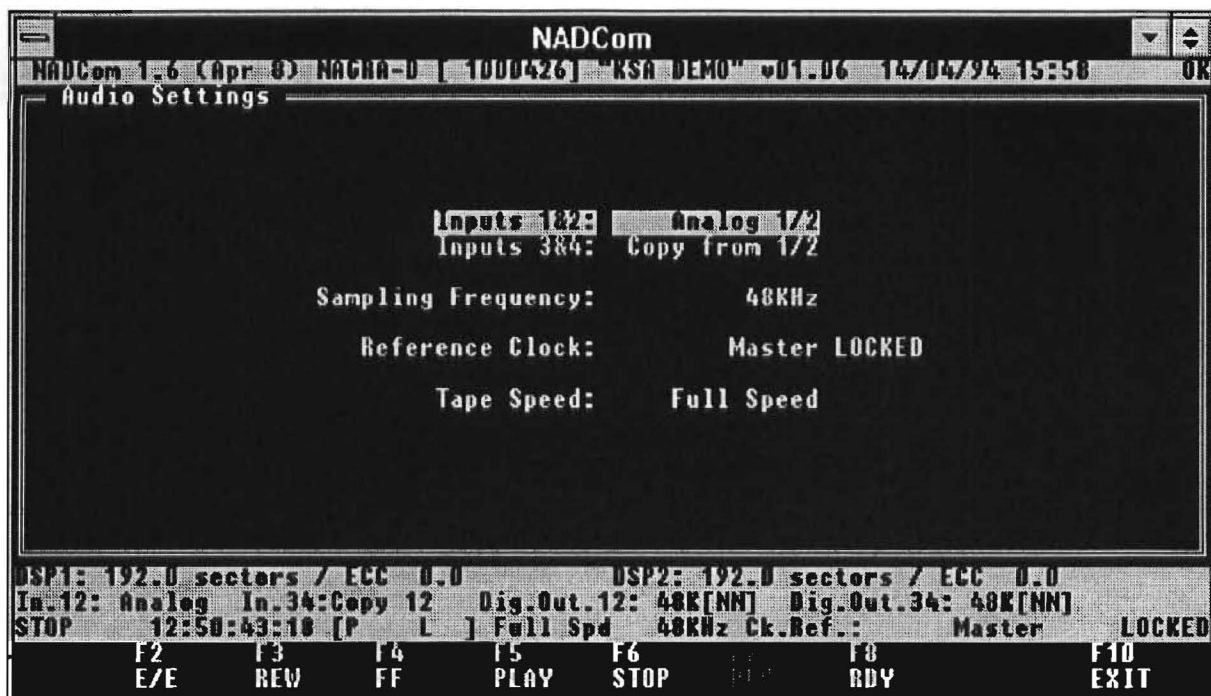 NADCom
NADCom 1.6 (Apr 8) NAGRA-D [ 1000426] "KSA DEMO" v01.06 14/04/94 15:58 OK
Audio Settings
Inputs 1&2: Analog 1/2
Inputs 3&4: Copy from 1/2
Sampling Frequency: 48KHz
Reference Clock: Master LOCKED
Tape Speed: Full Speed
DSP1: 192.0 sectors / ECC 0.0 DSP2: 192.0 sectors / ECC 0.0
In.12: Analog In.34:Copy 12 Dig.Out.12: 48K[NN] Dig.Out.34: 48K[NN]
STOP 12:50:43:18 [P L ] Full Spd 48KHz Ck.Ref.: Master LOCKED
F2 F3 F4 F5 F6 F8 F10
E/E REW FF PLAY STOP RDY EXIT